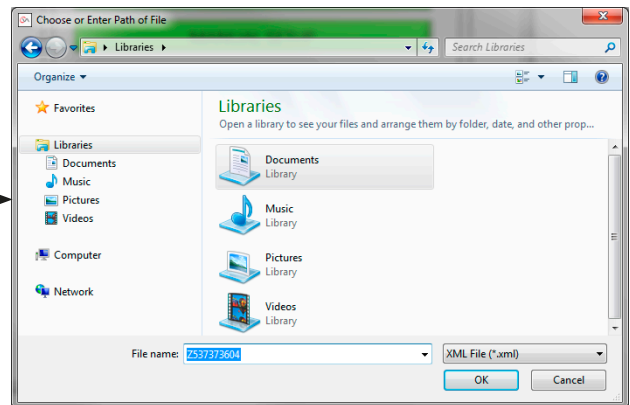 Choose or Enter Path of File
Libraries
Search Libraries
Organize
Favorites
Libraries
Documents
Music
Pictures
Videos
Computer
Network
Libraries
Open a library to see your files and arrange them by folder, date, and other prop...
Documents
Library
Music
Library
Pictures
Library
Videos
Library
File name: Z537373604
XML File (*.xml)
OK Cancel